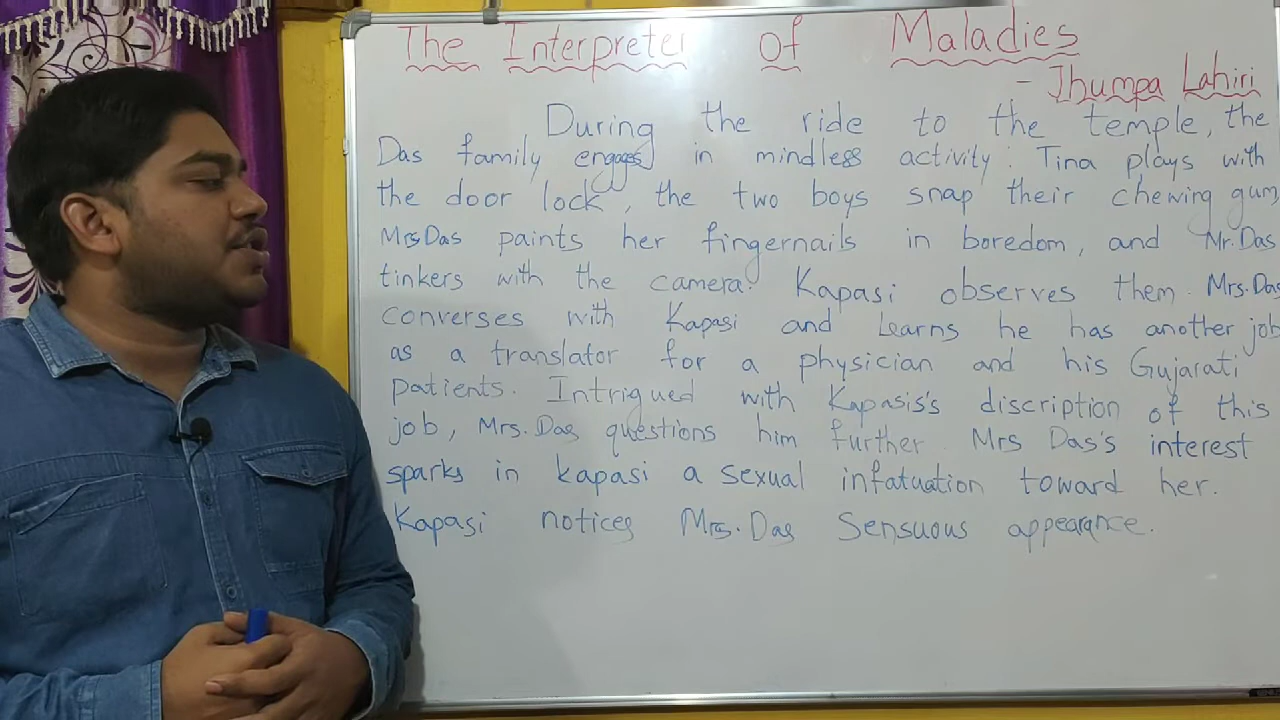 The Interpreter Of Maladies
- Jhumpa Lahiri
During the ride to the temple, the
Das family engages in mindless activity: Tina plays with
the door lock, the two boys snap their chewing gum,
Mrs Das paints her fingernails in boredom, and Mr. Das
tinkers with the camera. Kapasi observes them. Mrs. Das
converses with Kapasi and Learns he has another job
as a translator for a physician and his Gujarati
patients. Intrigued with Kapasis's discription of this
job, Mrs. Das questions him further. Mrs Das's interest
sparks in kapasi a sexual infatuation toward her.
Kapasi notices Mrs. Das Sensuous appearance.